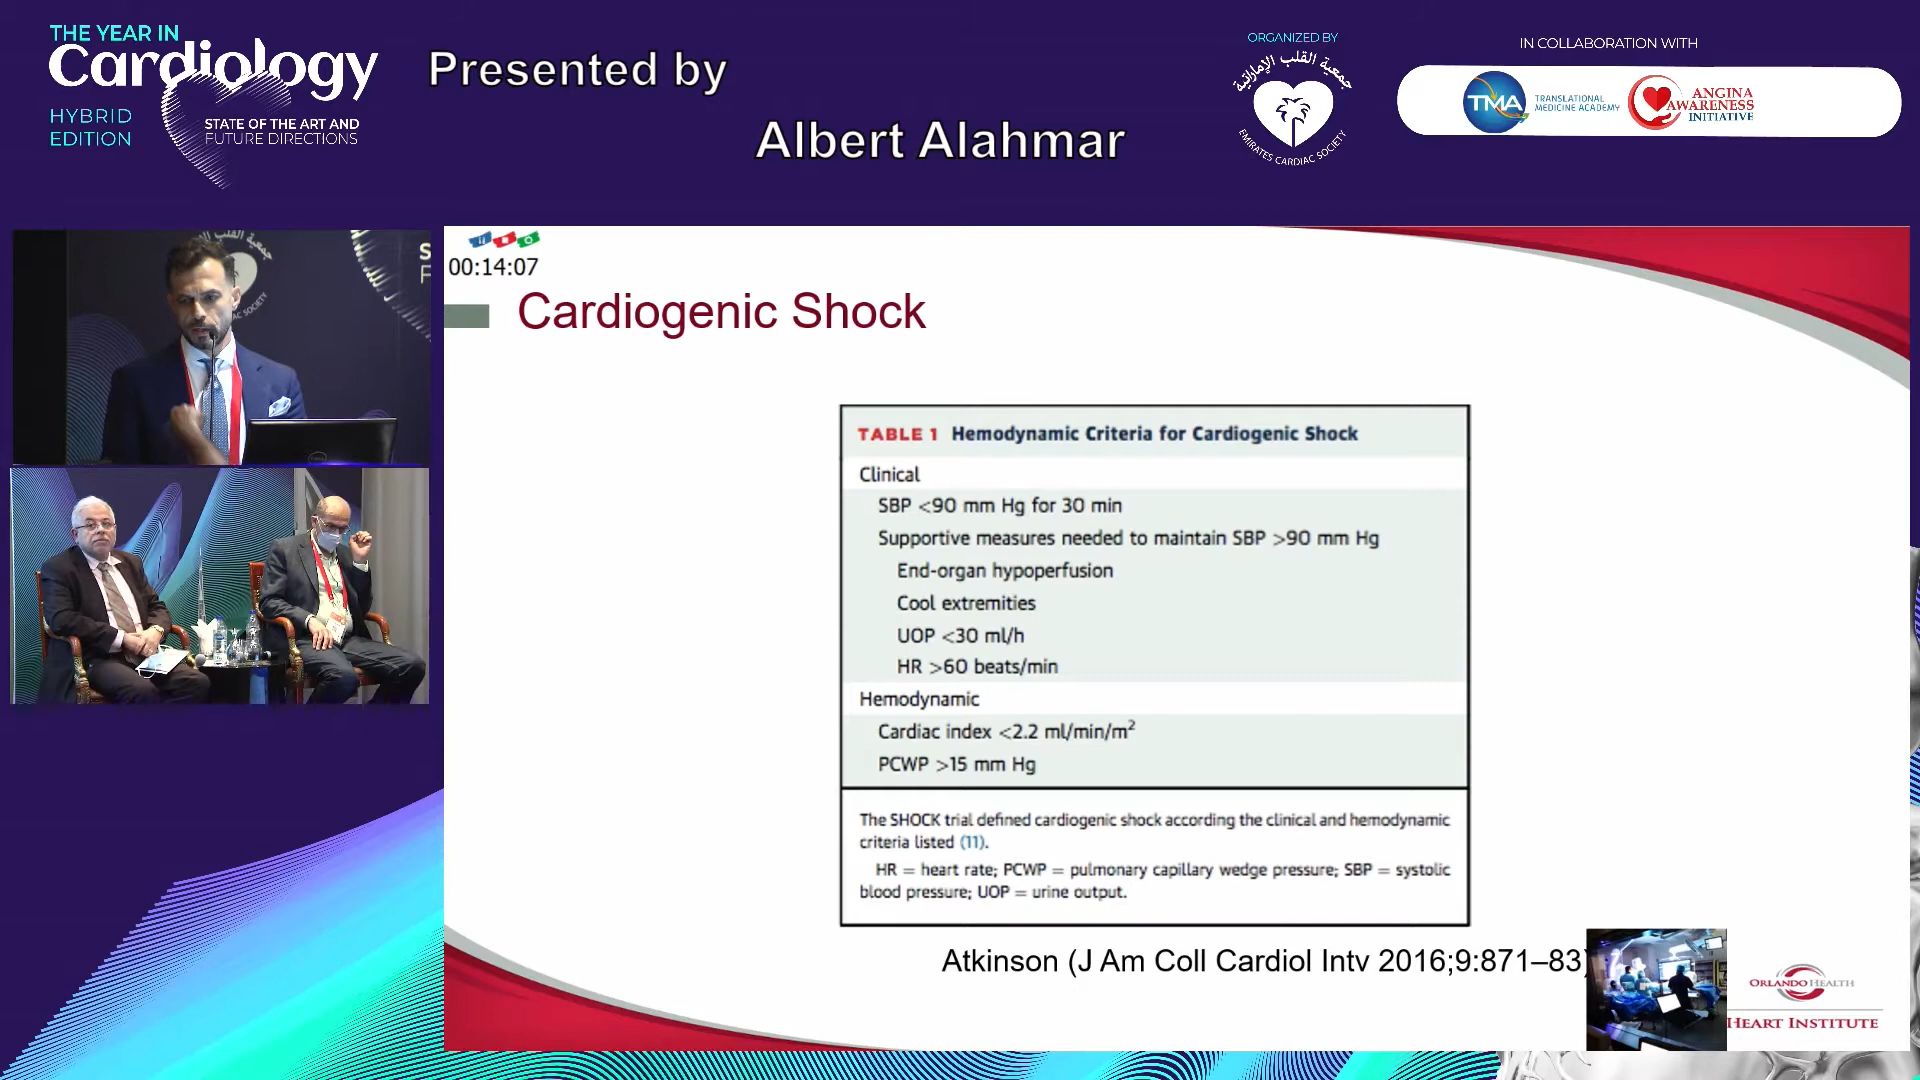 THE YEAR IN
Cardiology
HYBRID
EDITION
STATE OF THE ART AND
FUTURE DIRECTIONS
Presented by
Albert Alahmar
ORGANIZED BY
جمعية القلب الإماراتية
EMIRATES CARDIAC SOCIETY
IN COLLABORATION WITH
TMA
TRANSLATIONAL
MEDICINE ACADEMY
ANGINA
AWARENESS
INITIATIVE
00:14:07
Cardiogenic Shock
TABLE 1 Hemodynamic Criteria for Cardiogenic Shock
Clinical
SBP <90 mm Hg for 30 min
Supportive measures needed to maintain SBP >90 mm Hg
End-organ hypoperfusion
Cool extremities
UOP <30 ml/h
HR >60 beats/min
Hemodynamic
Cardiac index <2.2 ml/min/m²
PCWP >15 mm Hg
The SHOCK trial defined cardiogenic shock according the clinical and hemodynamic
criteria listed (11).
HR = heart rate; PCWP = pulmonary capillary wedge pressure; SBP = systolic
blood pressure; UOP = urine output.
Atkinson (J Am Coll Cardiol Intv 2016;9:871–83)
ORLANDO HEALTH
HEART INSTITUTE